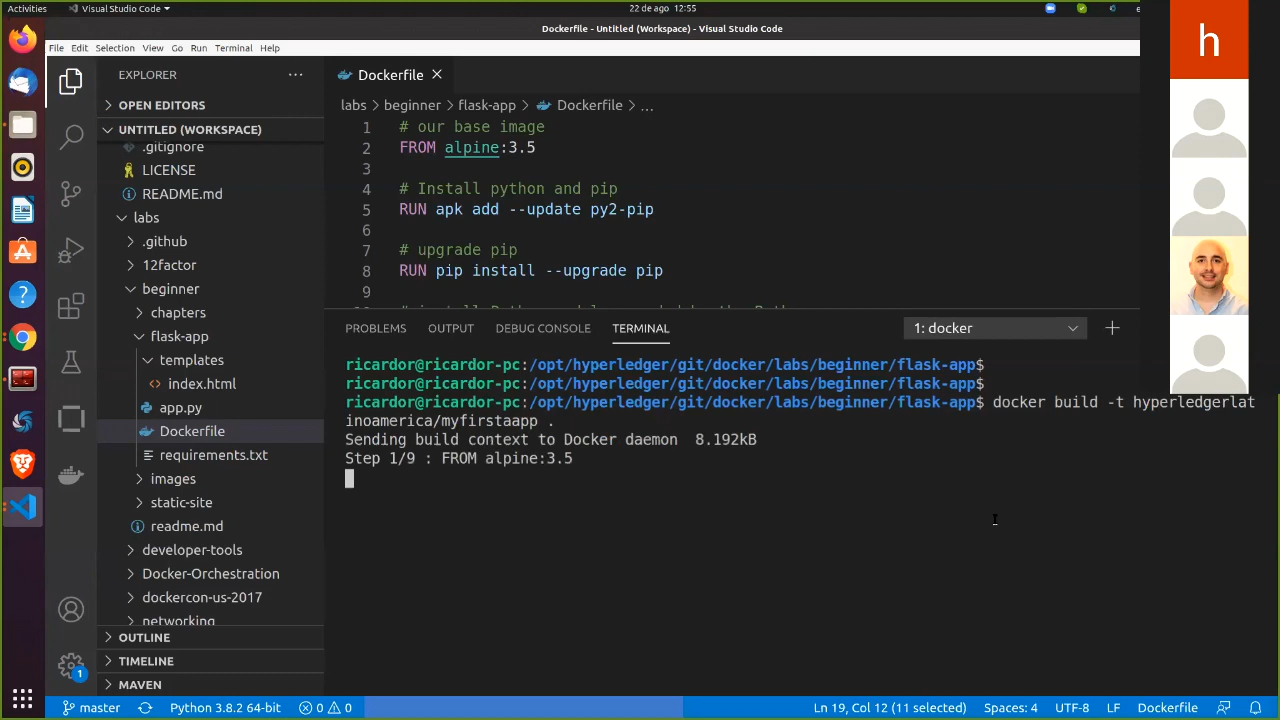 Activities
Visual Studio Code
22 de ago 12:55
Dockerfile - Untitled (Workspace) - Visual Studio Code
File Edit Selection View Go Run Terminal Help
EXPLORER
OPEN EDITORS
UNTITLED (WORKSPACE)
.gitignore
LICENSE
README.md
labs
.github
12factor
beginner
chapters
flask-app
templates
index.html
app.py
Dockerfile
requirements.txt
images
static-site
readme.md
developer-tools
Docker-Orchestration
dockercon-us-2017
networking
OUTLINE
TIMELINE
MAVEN
Dockerfile
labs > beginner > flask-app > Dockerfile > …
1 # our base image
2 FROM alpine:3.5
3
4 # Install python and pip
5 RUN apk add --update py2-pip
6
7 # upgrade pip
8 RUN pip install --upgrade pip
9
PROBLEMS OUTPUT DEBUG CONSOLE TERMINAL
1: docker
ricardor@ricardor-pc:/opt/hyperledger/git/docker/labs/beginner/flask-app$
ricardor@ricardor-pc:/opt/hyperledger/git/docker/labs/beginner/flask-app$
ricardor@ricardor-pc:/opt/hyperledger/git/docker/labs/beginner/flask-app$ docker build -t hyperledgerlat
inoamerica/myfirstaapp .
Sending build context to Docker daemon 8.192kB
Step 1/9 : FROM alpine:3.5
h
1
master
Python 3.8.2 64-bit
0 0
Ln 19, Col 12 (11 selected)
Spaces: 4
UTF-8
LF
Dockerfile